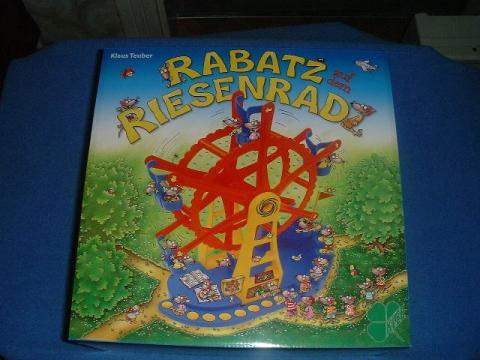 Klaus Teuber
RABATZ auf dem
RIESENRAD